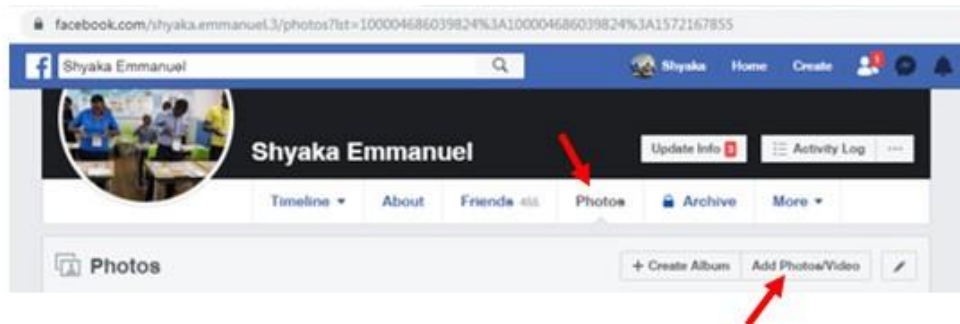 facebook.com/shyaka.emmanuel.3/photos?lst=100004686039824%3A100004686039824%3A1572167855
f Shyaka Emmanuel Shyaka Home Create
Shyaka Emmanuel Update Info 3 Activity Log ...
Timeline About Friends Photos Archive More
Photos + Create Album Add Photos/Video